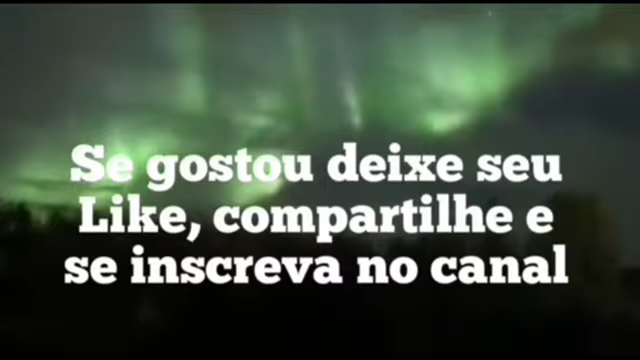 Se gostou deixe seu
Like, compartilhe e
se inscreva no canal